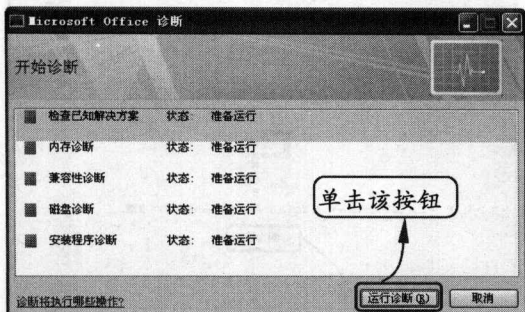 Microsoft Office 诊断
开始诊断
检查已知解决方案 状态: 准备运行
内存诊断 状态: 准备运行
兼容性诊断 状态: 准备运行
磁盘诊断 状态: 准备运行
安装程序诊断 状态: 准备运行
单击该按钮
诊断将执行哪些操作?
运行诊断(R) 取消